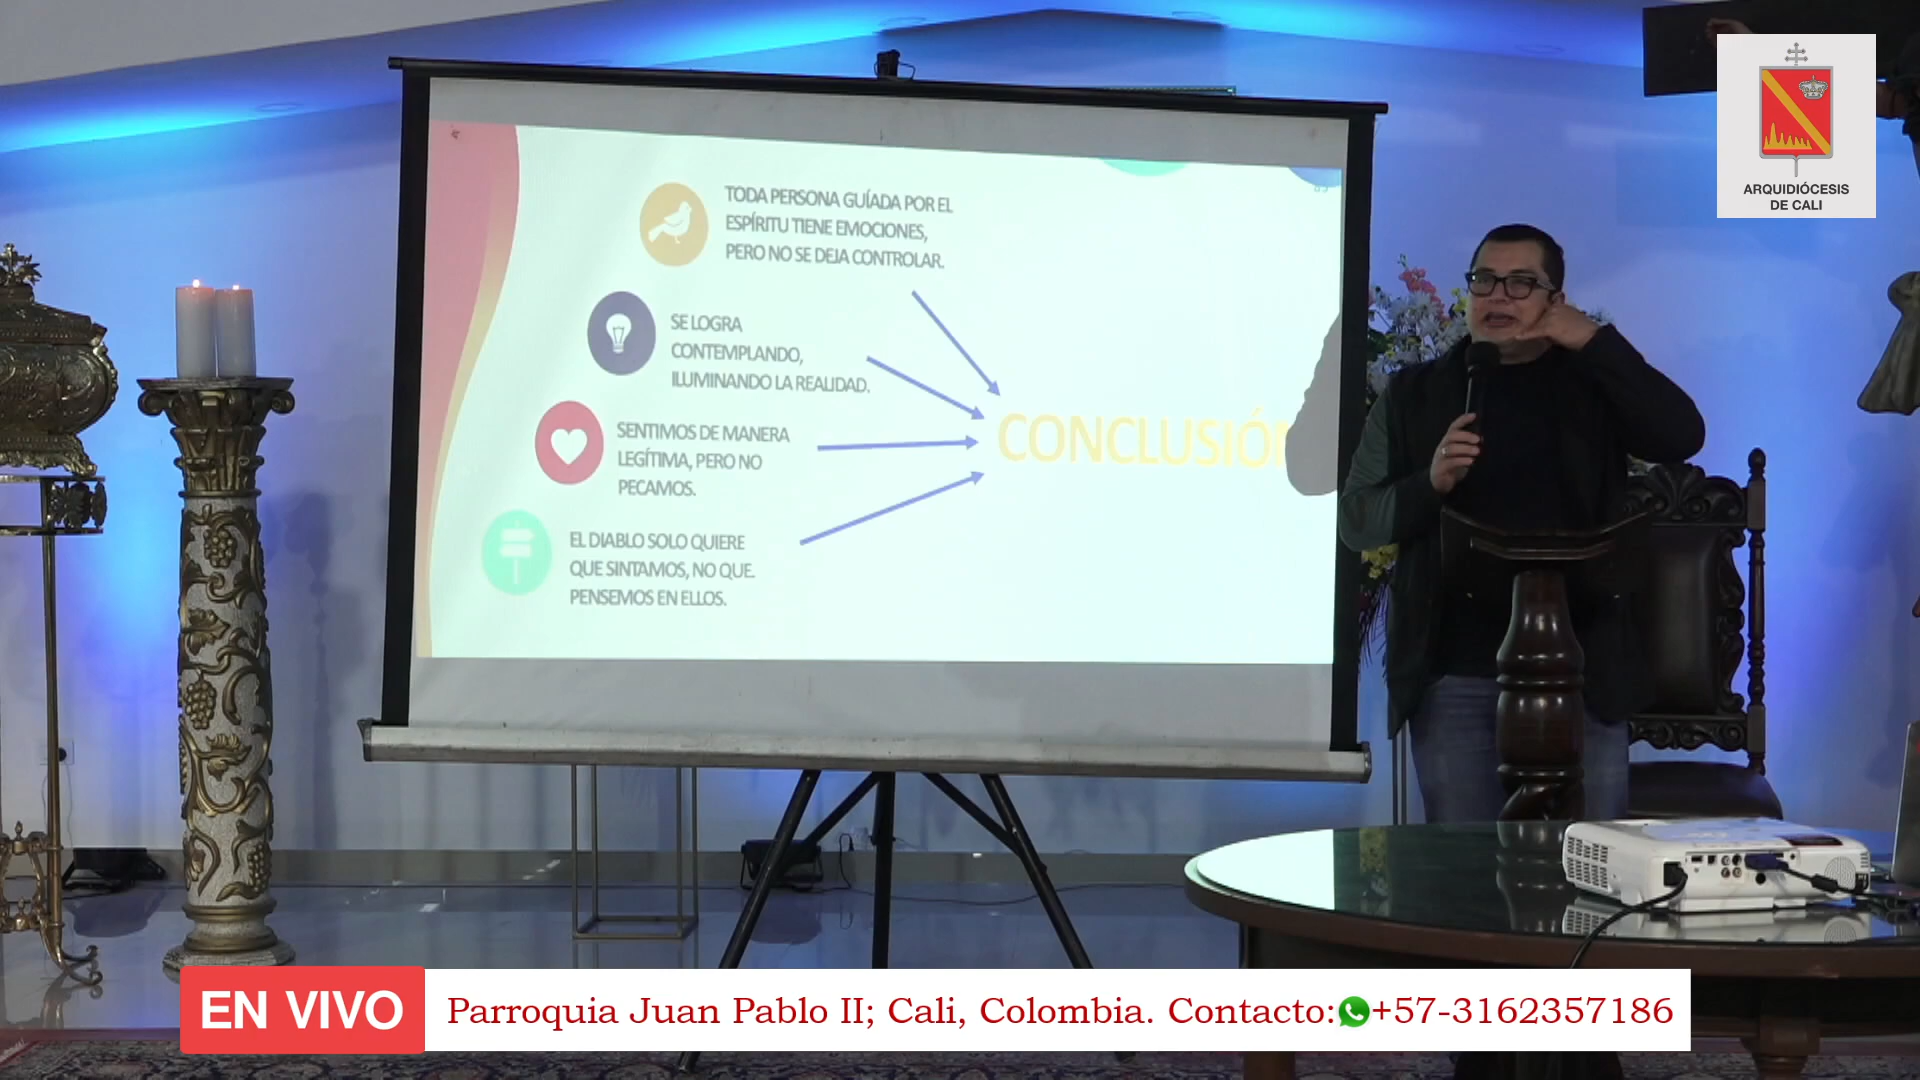 TODA PERSONA GUÍADA POR EL
ESPÍRITU TIENE EMOCIONES,
PERO NO SE DEJA CONTROLAR.
SE LOGRA
CONTEMPLANDO,
ILUMINANDO LA REALIDAD.
SENTIMOS DE MANERA
LEGÍTIMA, PERO NO
PECAMOS.
EL DIABLO SOLO QUIERE
QUE SINTAMOS, NO QUE.
PENSEMOS EN ELLOS.
CONCLUSIÓN
ARQUIDIÓCESIS
DE CALI
EN VIVO
Parroquia Juan Pablo II; Cali, Colombia. Contacto:+57-3162357186